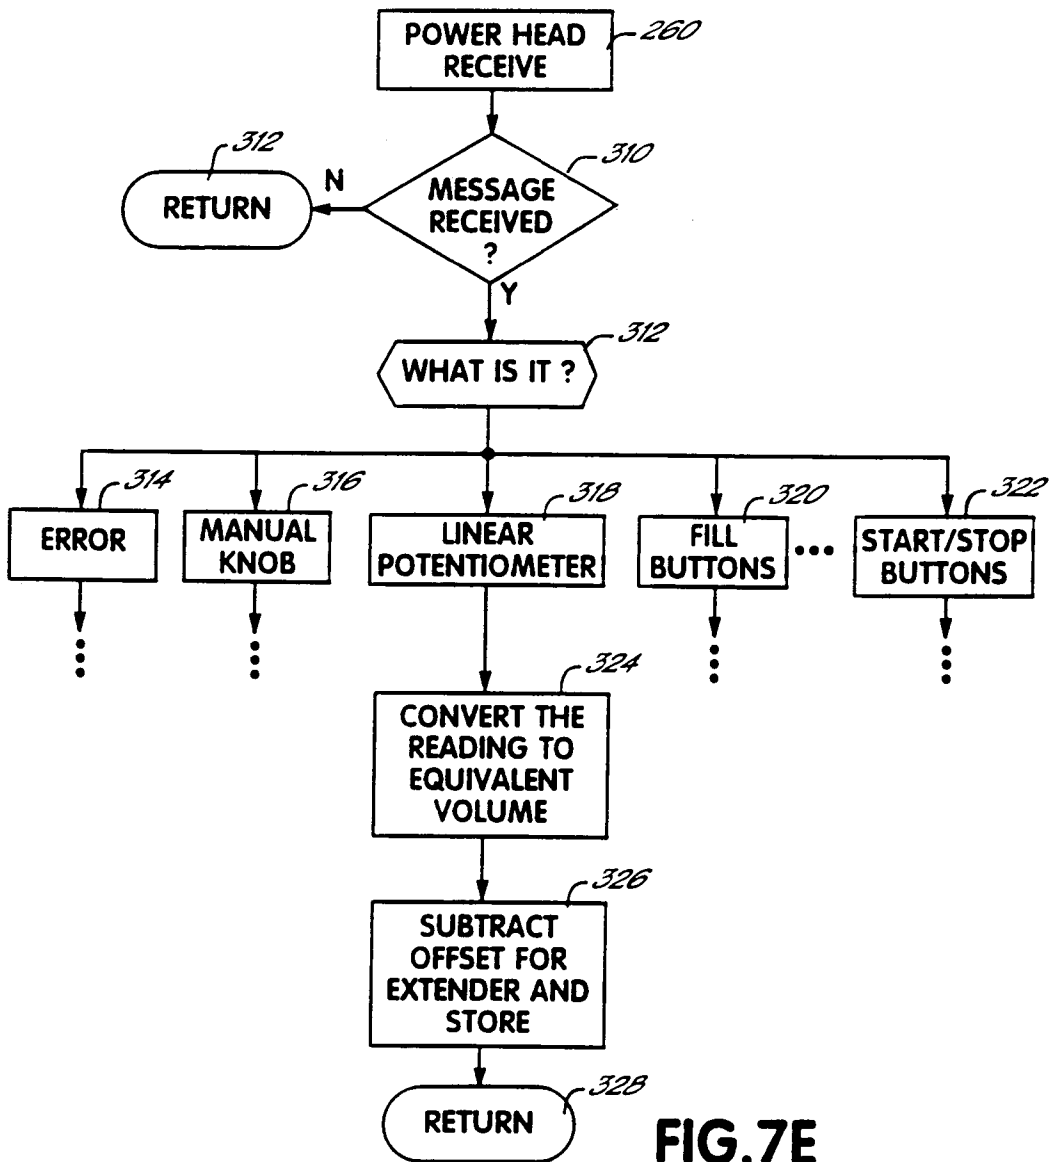 POWER HEAD
RECEIVE
260
312
RETURN
N
310
MESSAGE
RECEIVED
?
Y
312
WHAT IS IT ?
314
ERROR
316
MANUAL
KNOB
318
LINEAR
POTENTIOMETER
320
FILL
BUTTONS
•••
322
START/STOP
BUTTONS
324
CONVERT THE
READING TO
EQUIVALENT
VOLUME
326
SUBTRACT
OFFSET FOR
EXTENDER AND
STORE
328
RETURN
FIG.7E